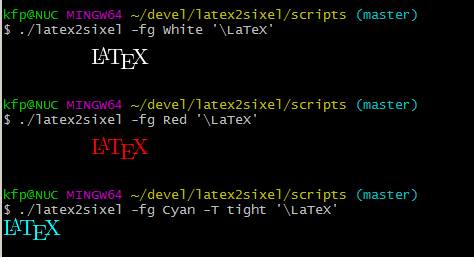 kfp@NUC MINGW64 ~/devel/latex2sixel/scripts (master)
$ ./latex2sixel -fg White '\LaTeX'
LATEX
kfp@NUC MINGW64 ~/devel/latex2sixel/scripts (master)
$ ./latex2sixel -fg Red '\LaTeX'
LATEX
kfp@NUC MINGW64 ~/devel/latex2sixel/scripts (master)
$ ./latex2sixel -fg Cyan -T tight '\LaTeX'
LATEX